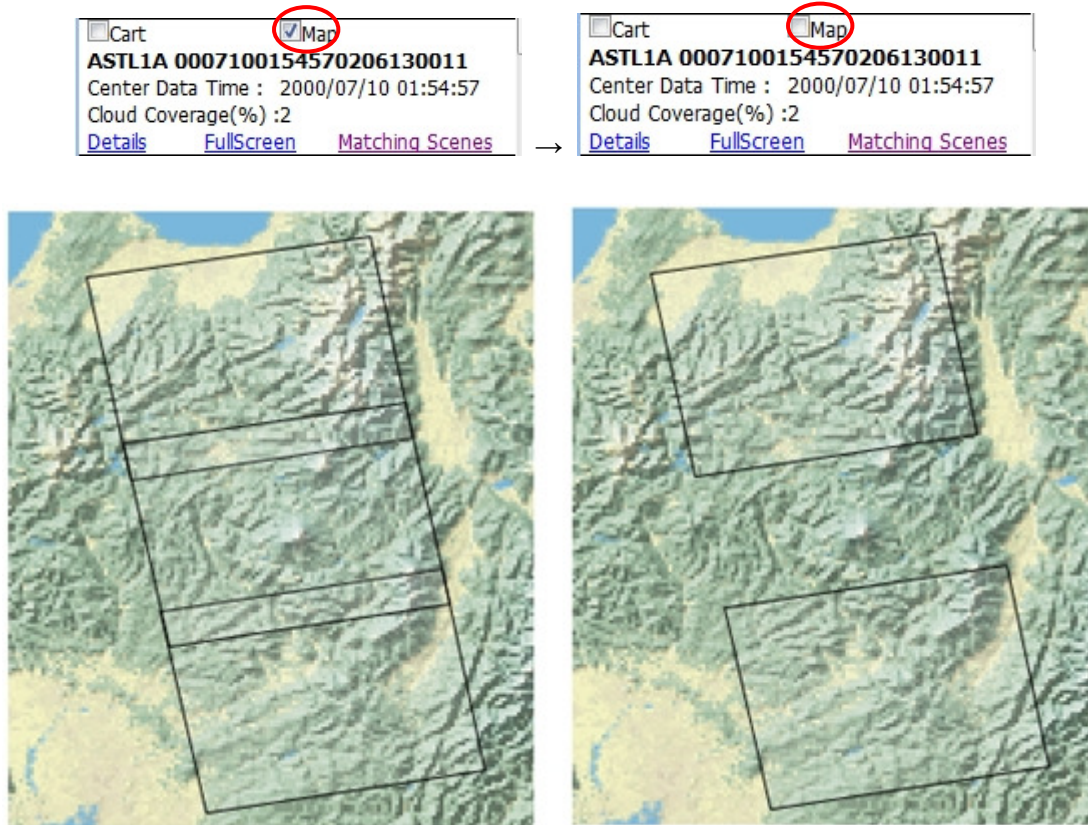 Cart Map
ASTL1A 0007100154570206130011
Center Data Time : 2000/07/10 01:54:57
Cloud Coverage(%) :2
Details FullScreen Matching Scenes
→
Cart Map
ASTL1A 0007100154570206130011
Center Data Time : 2000/07/10 01:54:57
Cloud Coverage(%) :2
Details FullScreen Matching Scenes